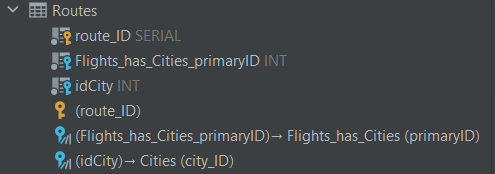 Routes
route_ID SERIAL
Flights_has_Cities_primaryID INT
idCity INT
(route_ID)
(Flights_has_Cities_primaryID)→ Flights_has_Cities (primaryID)
(idCity)→ Cities (city_ID)